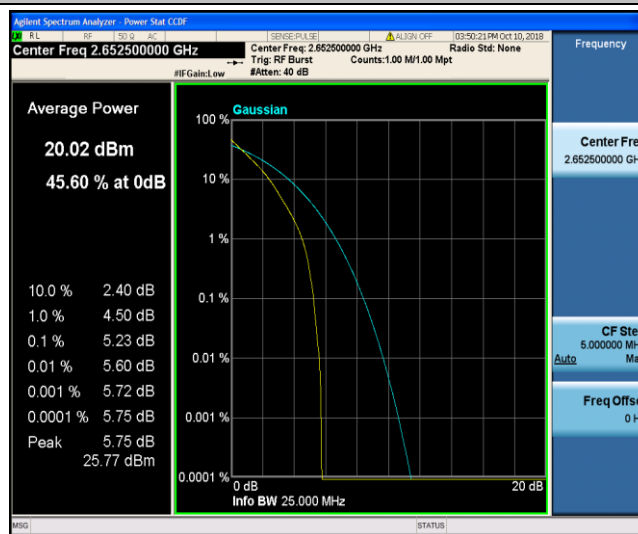 Agilent Spectrum Analyzer - Power Stat CCDF
RL RF 50 Ω AC SENSE:PULSE ALIGN OFF 03:50:21 PM Oct 10, 2018
Center Freq 2.652500000 GHz
Center Freq: 2.652500000 GHz Radio Std: None
Trig: RF Burst Counts:1.00 M/1.00 Mpt
#IFGain:Low #Atten: 40 dB
Frequency
Average Power
20.02 dBm
45.60 % at 0dB
10.0 % 2.40 dB
1.0 % 4.50 dB
0.1 % 5.23 dB
0.01 % 5.60 dB
0.001 % 5.72 dB
0.0001 % 5.75 dB
Peak 5.75 dB
25.77 dBm
Gaussian
100 %
10 %
1 %
0.1 %
0.01 %
0.001 %
0.0001 %
0 dB 20 dB
Info BW 25.000 MHz
Center Fre
2.652500000 GH
CF Ste
5.000000 MH
Auto Ma
Freq Offse
0 H
MSG STATUS